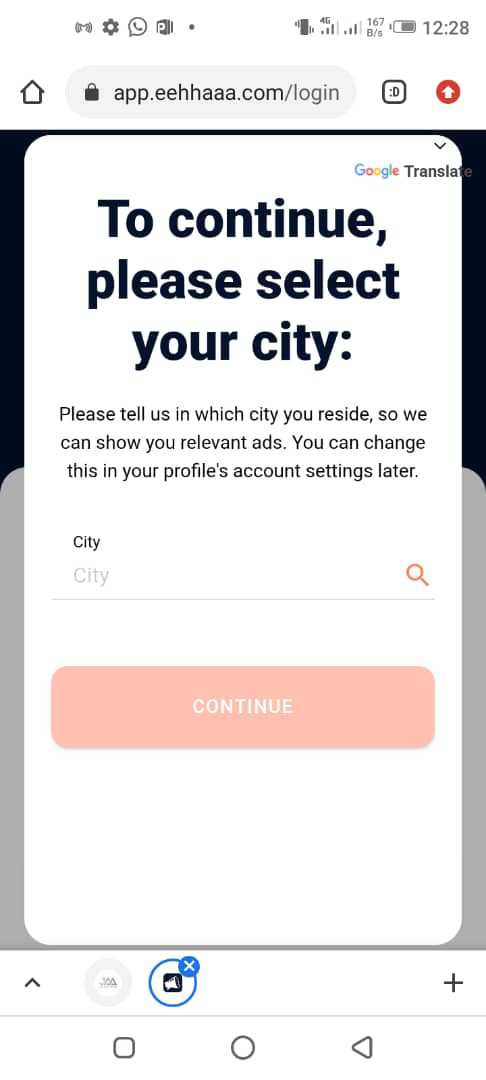 4G
167
B/s
12:28
app.eehhaaa.com/login
:D
Google Translate
To continue,
please select
your city:
Please tell us in which city you reside, so we
can show you relevant ads. You can change
this in your profile's account settings later.
City
City
CONTINUE
JAA